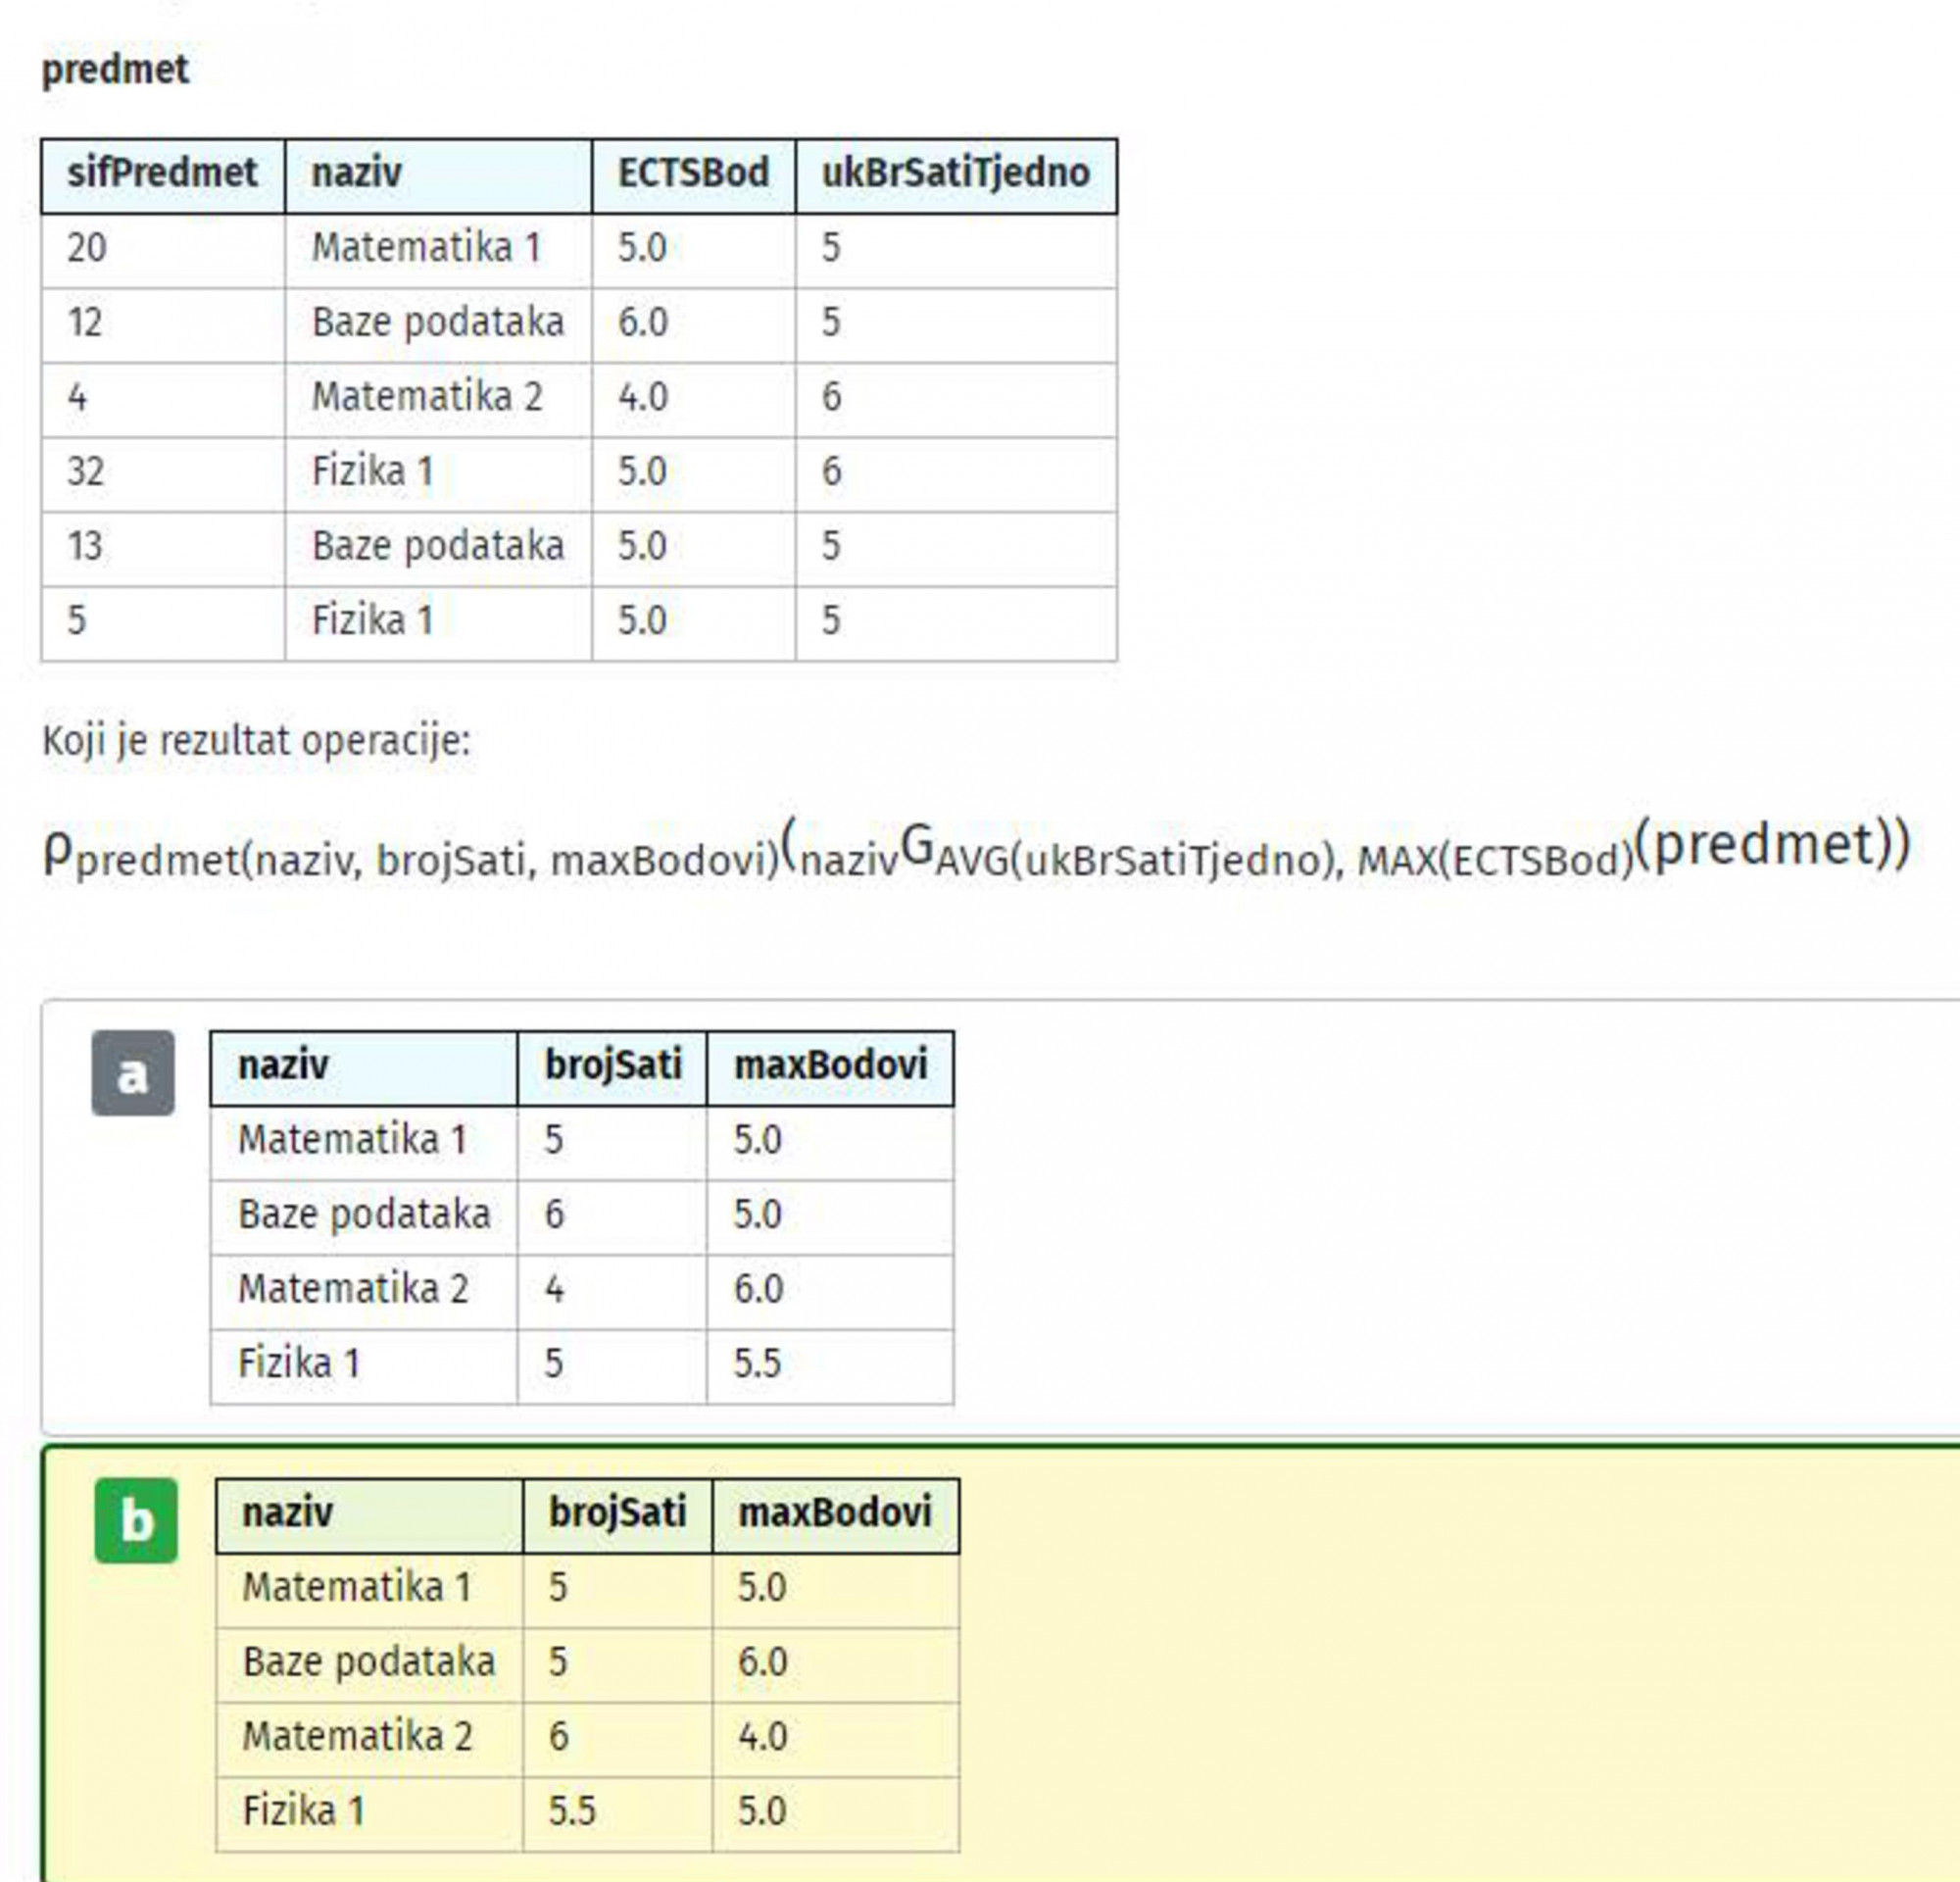 predmet
sifPredmet naziv ECTSBod ukBrSatiTjedno
20 Matematika 1 5.0 5
12 Baze podataka 6.0 5
4 Matematika 2 4.0 6
32 Fizika 1 5.0 6
13 Baze podataka 5.0 5
5 Fizika 1 5.0 5
Koji je rezultat operacije:
ρpredmet(naziv, brojSati, maxBodovi)(nazivGAVG(ukBrSatiTjedno), MAX(ECTSBod)(predmet))
a
naziv brojSati maxBodovi
Matematika 1 5 5.0
Baze podataka 6 5.0
Matematika 2 4 6.0
Fizika 1 5 5.5
b
naziv brojSati maxBodovi
Matematika 1 5 5.0
Baze podataka 5 6.0
Matematika 2 6 4.0
Fizika 1 5.5 5.0